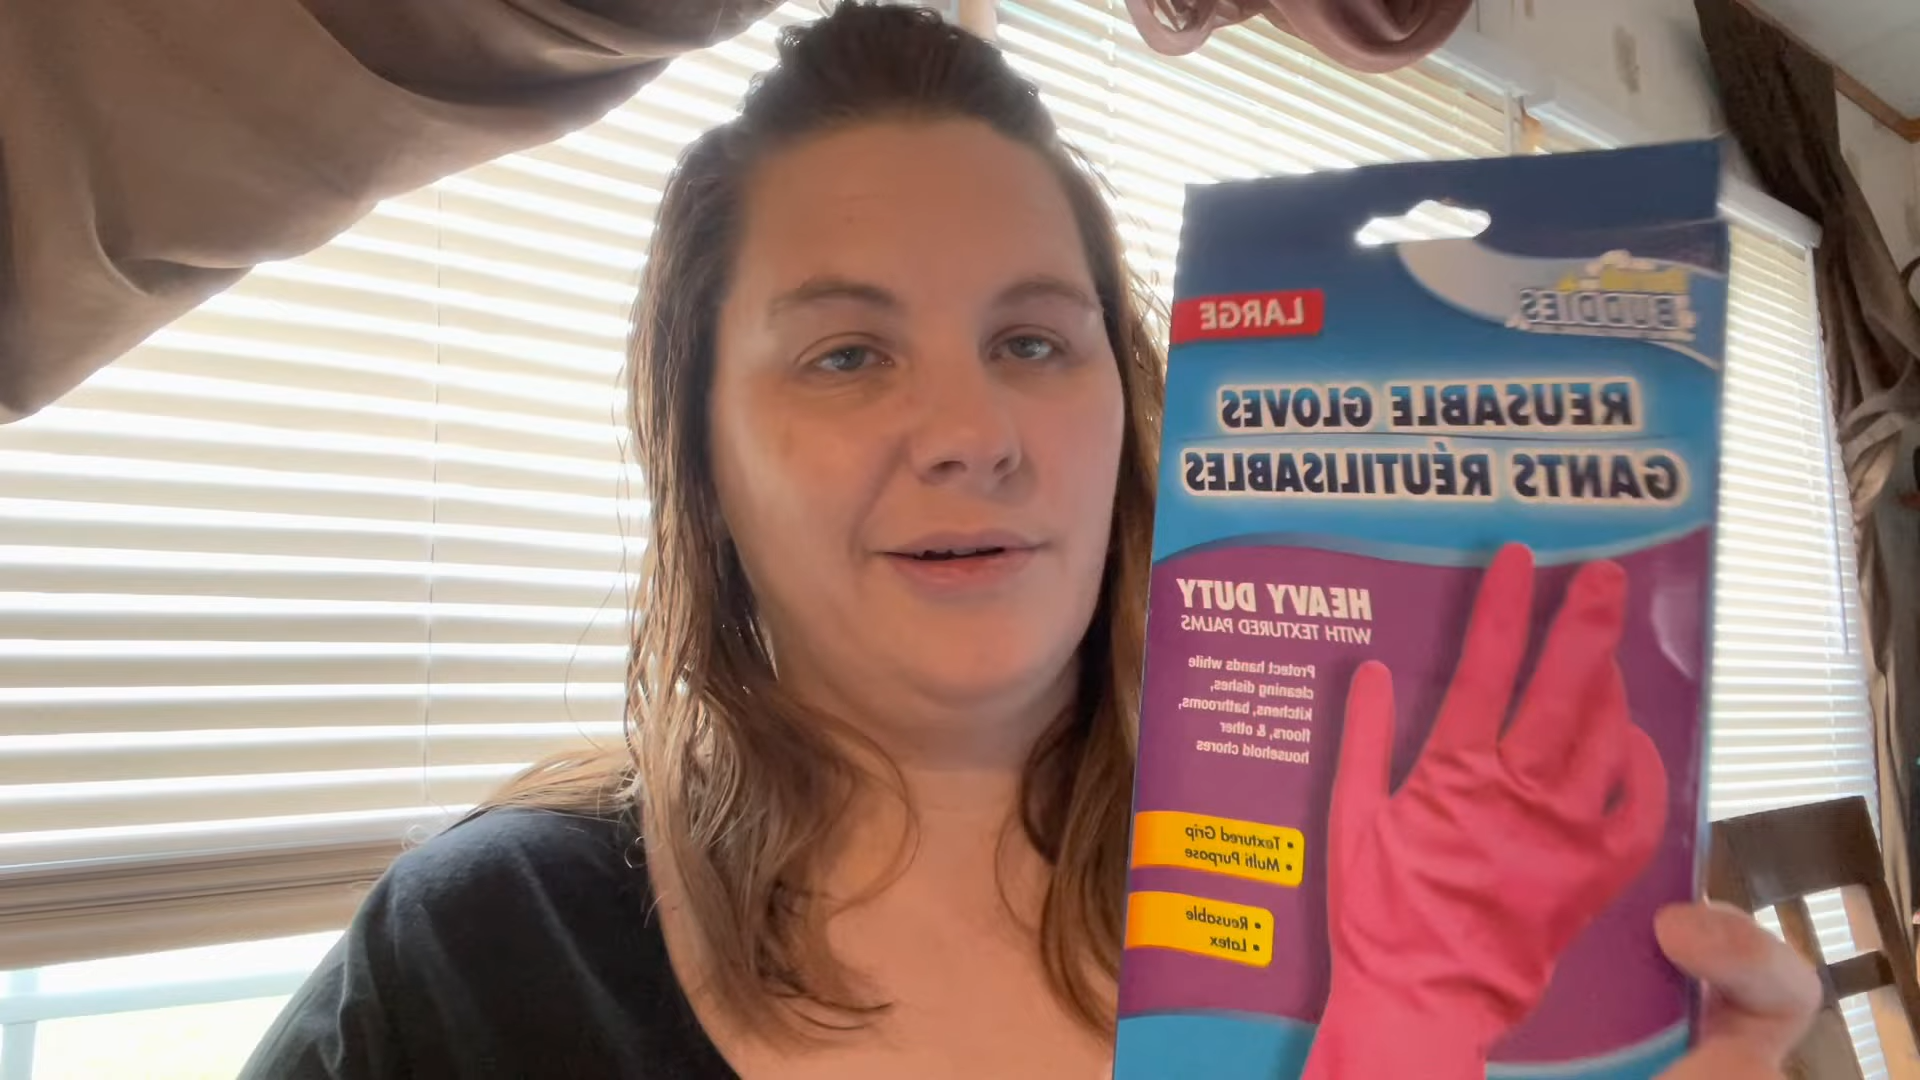 BUDDIES
LARGE
REUSABLE GLOVES
GANTS RÉUTILISABLES
HEAVY DUTY
WITH TEXTURED PALMS
Protect hands while
cleaning dishes,
kitchens, bathrooms,
floors, & other
household chores
• Textured Grip
• Multi Purpose
• Reusable
• Latex